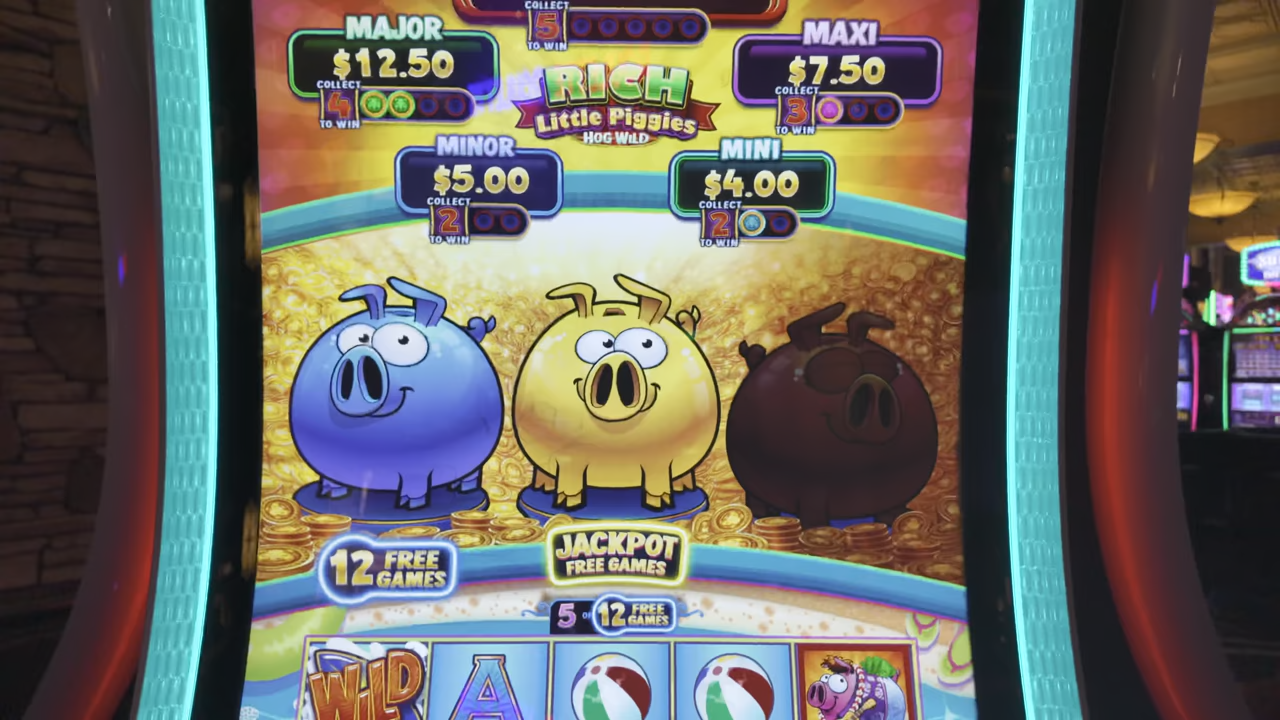 COLLECT
5
TO WIN
MAJOR
$12.50
COLLECT
4
TO WIN
MAXI
$7.50
COLLECT
3
TO WIN
RICH
Little Piggies
HOG WILD
MINOR
$5.00
COLLECT
2
TO WIN
MINI
$4.00
COLLECT
2
TO WIN
12 FREE GAMES
JACKPOT
FREE GAMES
5 OF 12 FREE GAMES
WILD
A